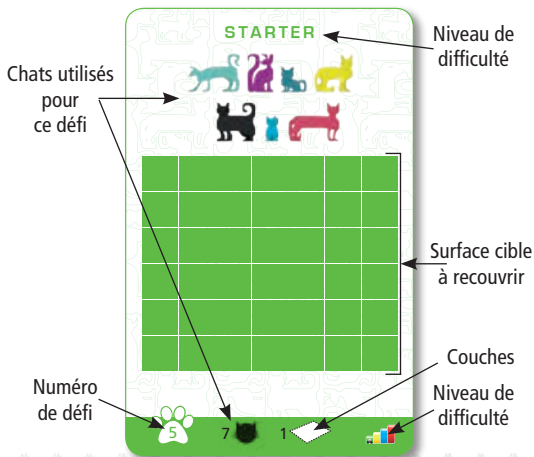 STARTER
Niveau de
difficulté
Chats utilisés
pour
ce défi
Surface cible
à recouvrir
Couches
Numéro
de défi
Niveau de
difficulté
5
7
1